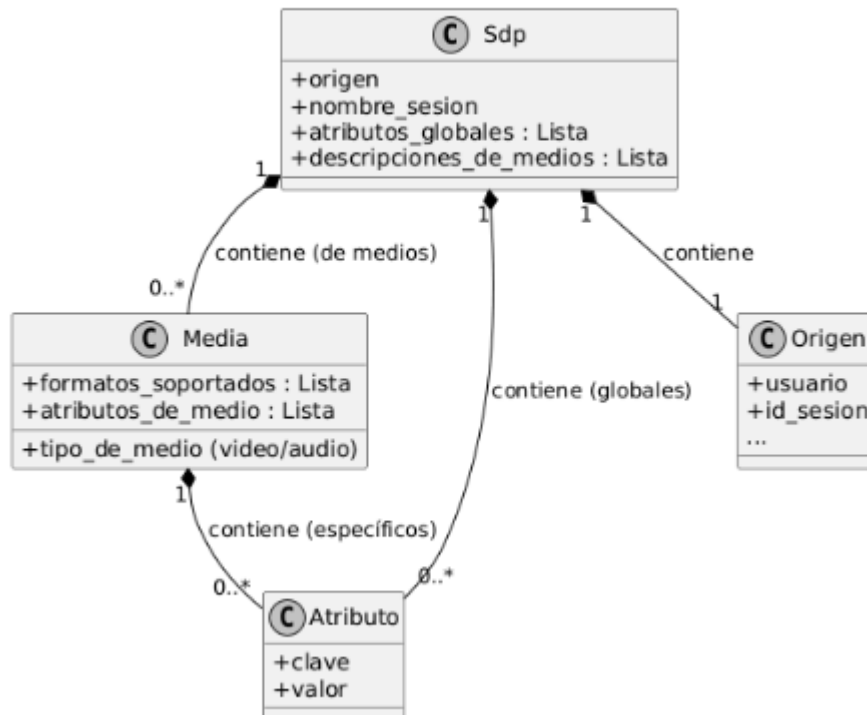 C Sdp
+origen
+nombre_sesion
+atributos_globales : Lista
+descripciones_de_medios : Lista
1
1
1
contiene (de medios)
contiene
0..*
1
C Media
+formatos_soportados : Lista
+atributos_de_medio : Lista
+tipo_de_medio (video/audio)
C Origen
+usuario
+id_sesion
...
contiene (globales)
1
contiene (específicos)
0..*
0..*
C Atributo
+clave
+valor